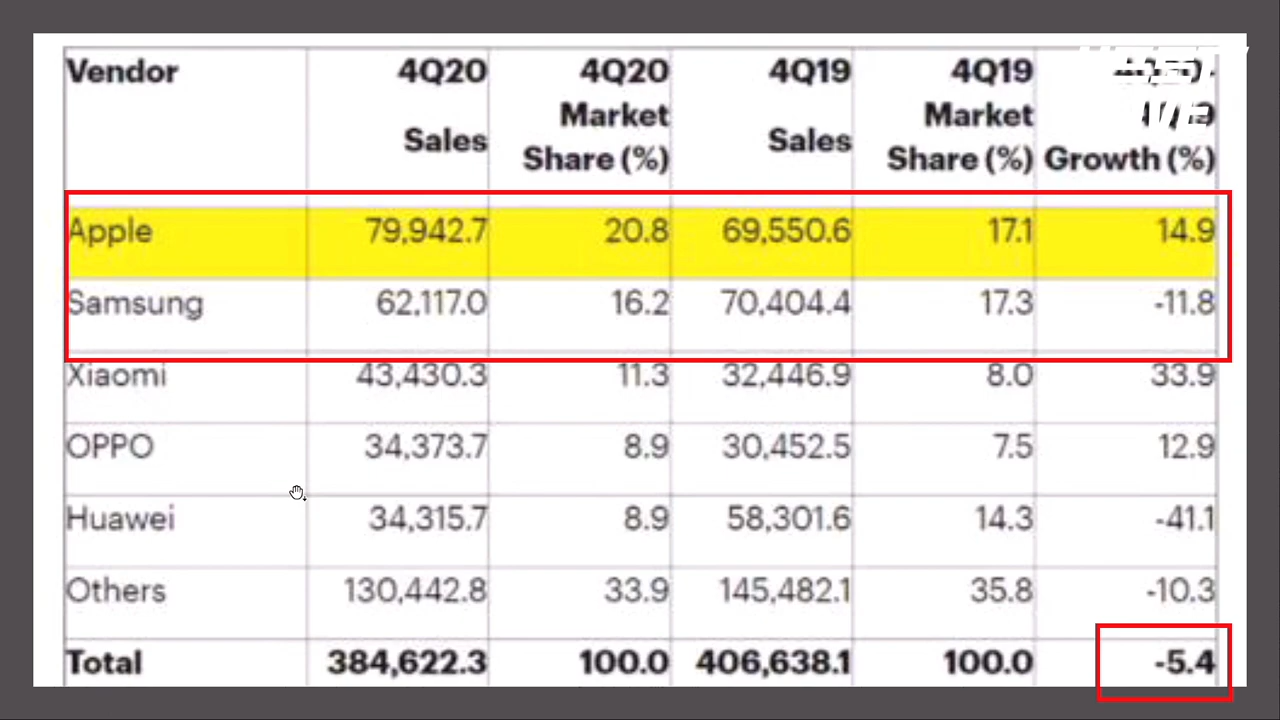 Vendor 4Q20 4Q20 4Q19 4Q19
Sales Market Share (%) Sales Market Share (%) Growth (%)
Apple 79,942.7 20.8 69,550.6 17.1 14.9
Samsung 62,117.0 16.2 70,404.4 17.3 -11.8
Xiaomi 43,430.3 11.3 32,446.9 8.0 33.9
OPPO 34,373.7 8.9 30,452.5 7.5 12.9
Huawei 34,315.7 8.9 58,301.6 14.3 -41.1
Others 130,442.8 33.9 145,482.1 35.8 -10.3
Total 384,622.3 100.0 406,638.1 100.0 -5.4